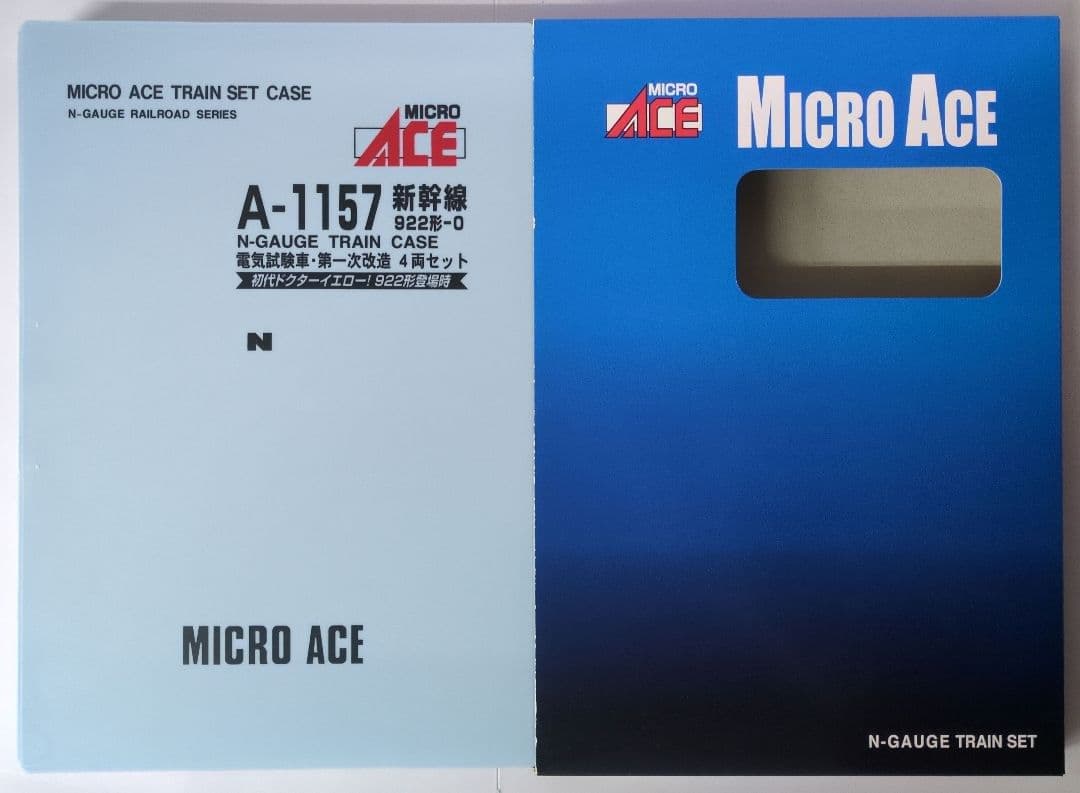 MICRO ACE TRAIN SET CASE
N-GAUGE RAILROAD SERIES
MICRO
ACE
A-1157 新幹線
922形-0
N-GAUGE TRAIN CASE
電気試験車・第一次改造 4両セット
初代ドクターイエロー!922形登場時
N
MICRO ACE
MICRO
ACE
MICRO ACE
N-GAUGE TRAIN SET